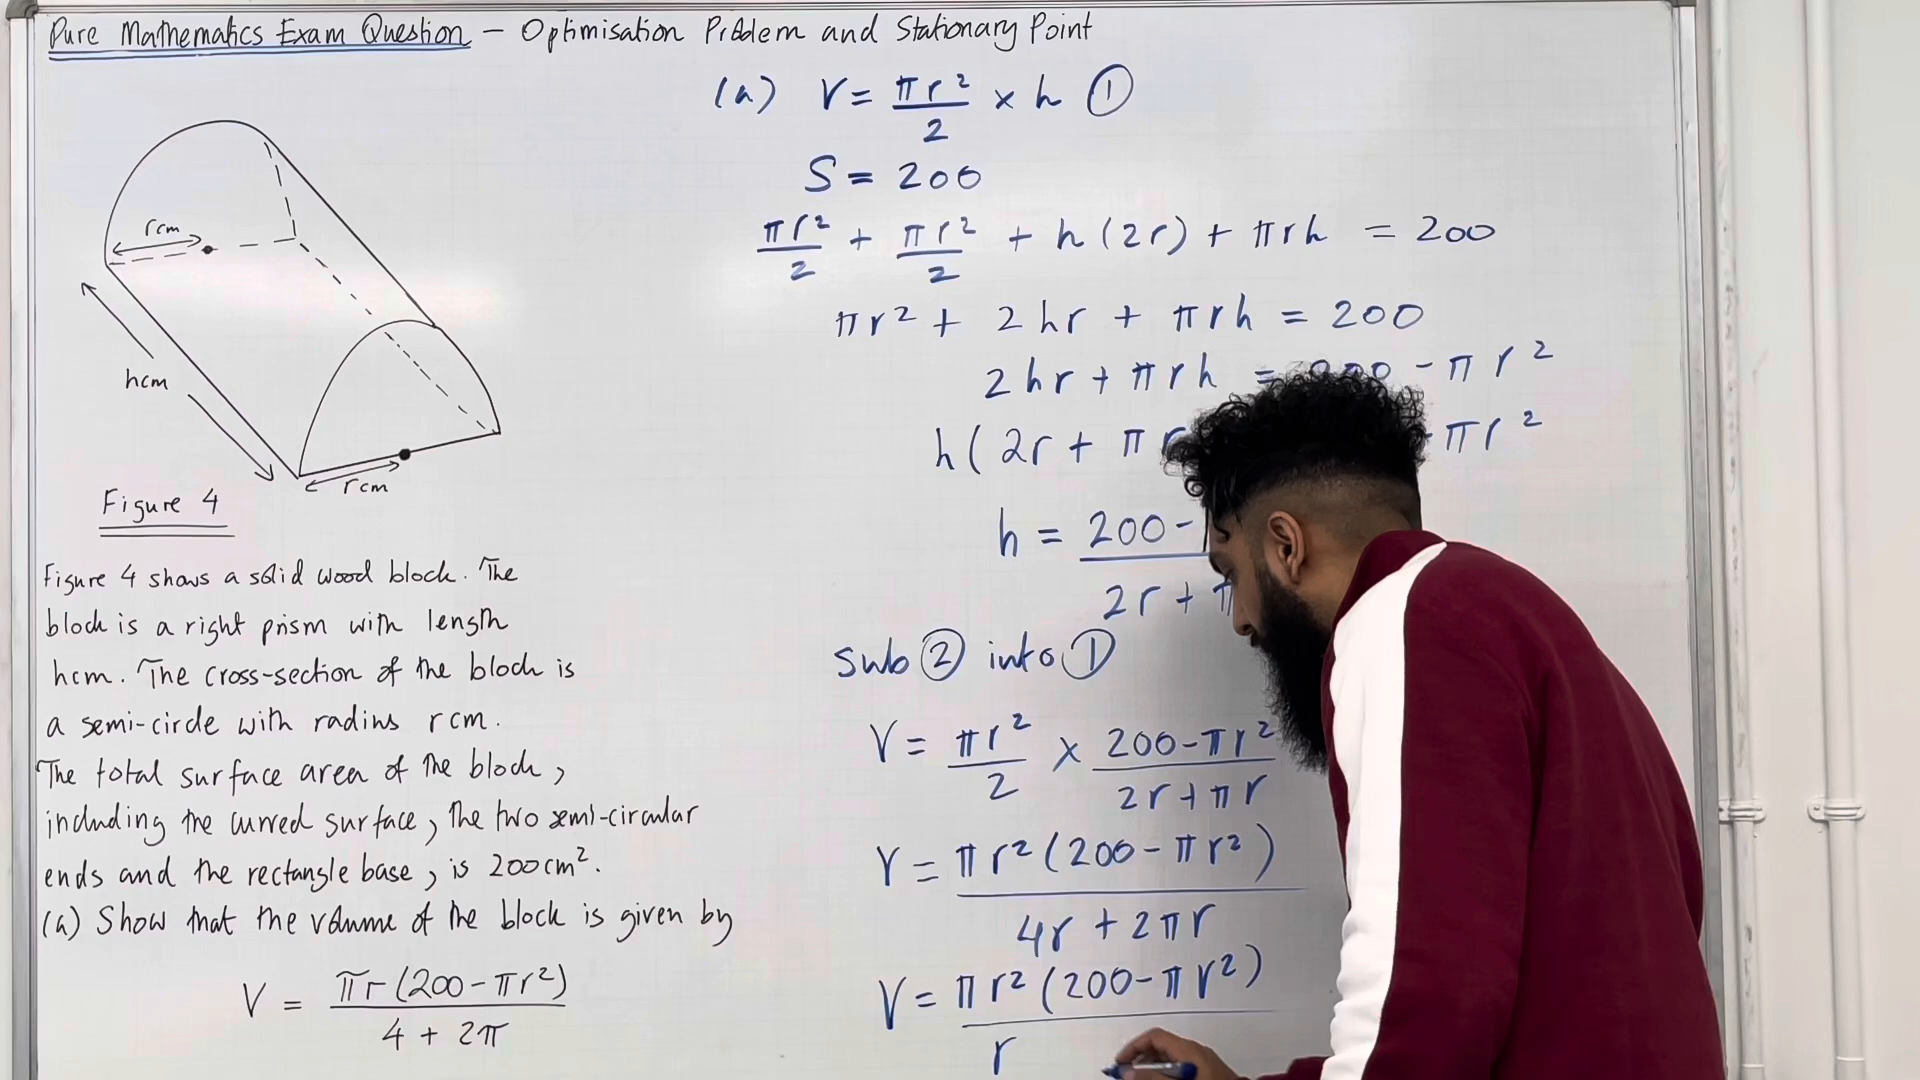 Pure Mathematics Exam Question – Optimisation Problem and Stationary Point
r cm
h cm
r cm
Figure 4
Figure 4 shows a solid wood block. The
block is a right prism with length
hcm. The cross-section of the block is
a semi-circle with radius r cm.
The total surface area of the block,
including the curved surface, the two semi-circular
ends and the rectangle base, is 200cm².
(a) Show that the volume of the block is given by
V = πr(200-πr²) / 4 + 2π
(a) V = πr²/2 × h ①
S = 200
πr²/2 + πr²/2 + h(2r) + πrh = 200
πr² + 2hr + πrh = 200
2hr + πrh = 200 - πr²
h(2r + πr - πr²
h = 200 - / 2r +
sub ② into ①
V = πr²/2 × 200-πr² / 2r+πr
V = πr²(200-πr²) / 4r + 2πr
V = πr²(200-πr²) / r